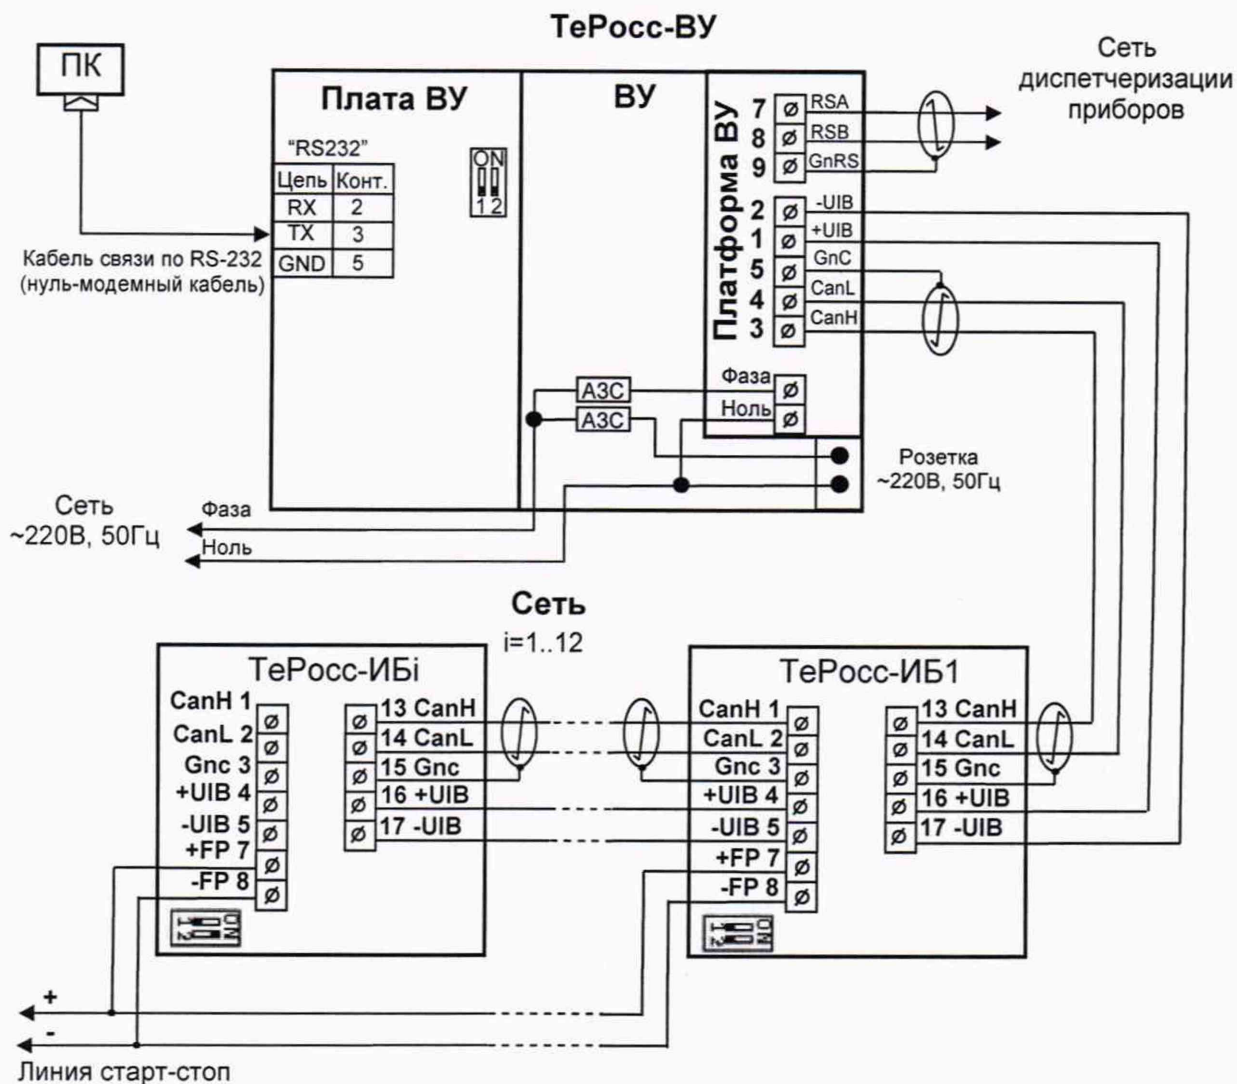 ТеРосс-ВУ
ПК
Сеть
диспетчеризации
приборов
Плата ВУ
ВУ
Платформа ВУ
"RS232"
Цепь Конт.
RX 2
TX 3
GND 5
ON
1 2
Кабель связи по RS-232
(нуль-модемный кабель)
7 RSA
8 RSB
9 GnRS
2 -UIB
1 +UIB
5 GnC
4 CanL
3 CanH
Фаза
Ноль
АЗС
АЗС
Розетка
~220В, 50Гц
Сеть
~220В, 50Гц
Фаза
Ноль
Сеть
i=1..12
ТеРосс-ИБi
CanH 1
CanL 2
Gnc 3
+UIB 4
-UIB 5
+FP 7
-FP 8
13 CanH
14 CanL
15 Gnc
16 +UIB
17 -UIB
ON
1 2
ТеРосс-ИБ1
CanH 1
CanL 2
Gnc 3
+UIB 4
-UIB 5
+FP 7
-FP 8
13 CanH
14 CanL
15 Gnc
16 +UIB
17 -UIB
ON
1 2
+
-
Линия старт-стоп